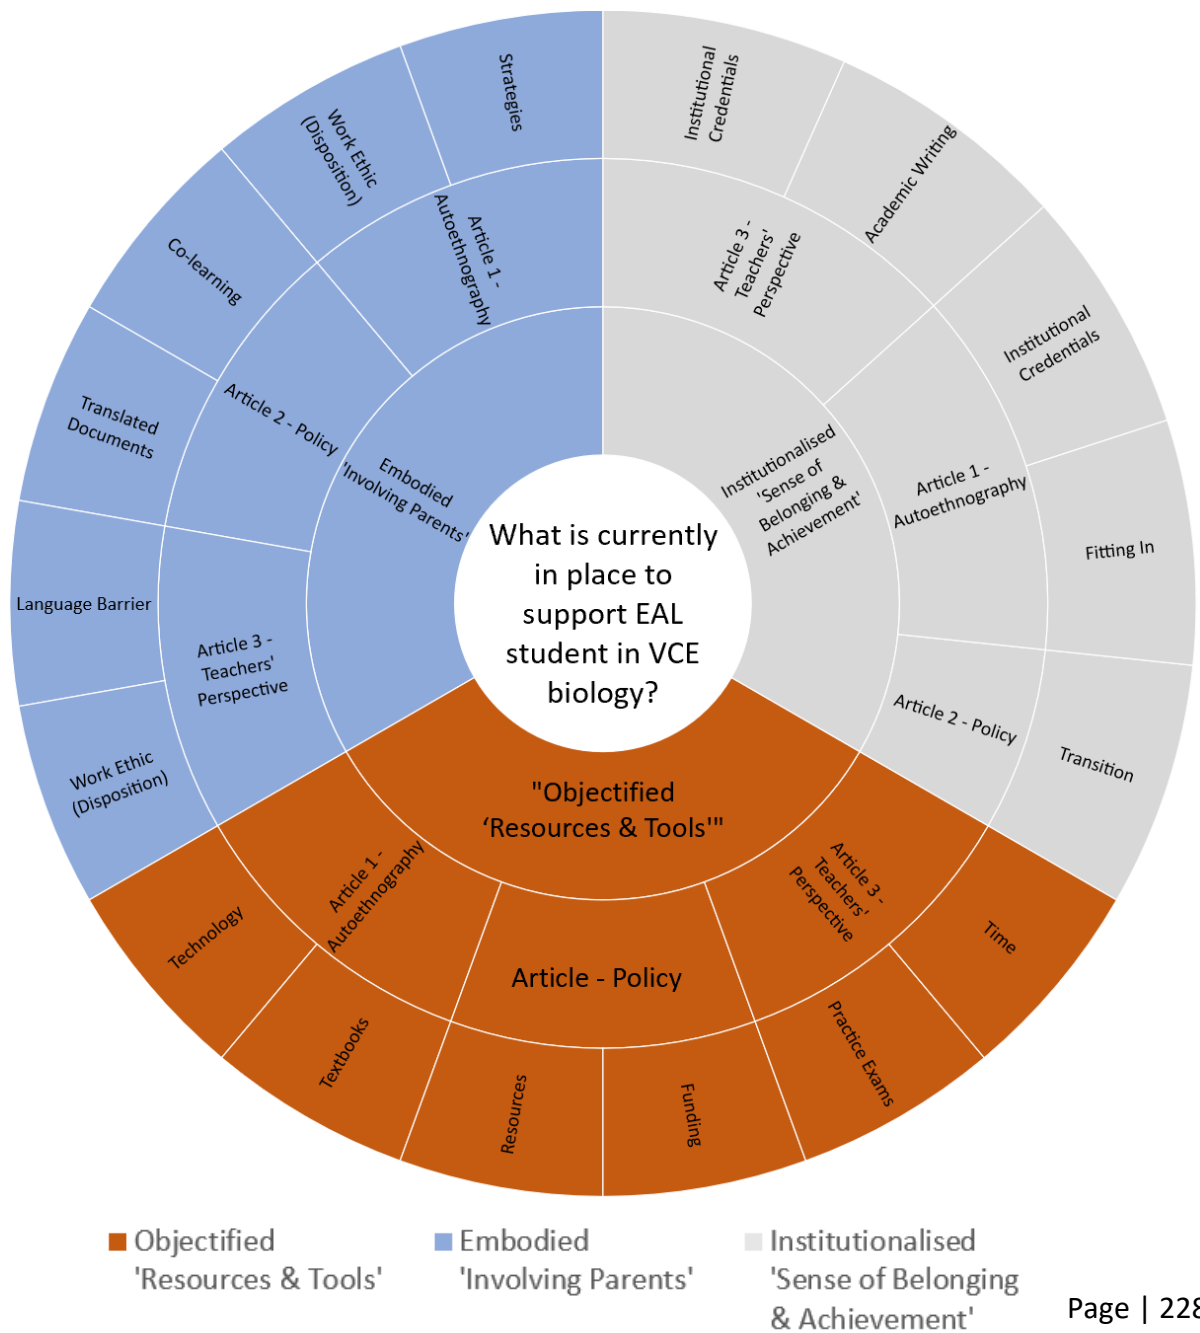 Strategies
Work Ethic
(Disposition)
Co-learning
Translated
Documents
Language Barrier
Work Ethic
(Disposition)
Article 1 -
Autoethnography
Article 2 - Policy
Article 3 -
Teachers'
Perspective
Embodied
'Involving Parents'
Institutional
Credentials
Academic Writing
Institutional
Credentials
Fitting In
Transition
Article 3 -
Teachers'
Perspective
Article 1 -
Autoethnography
Article 2 - Policy
Institutionalised
'Sense of
Belonging &
Achievement'
What is currently
in place to
support EAL
student in VCE
biology?
"Objectified
‘Resources & Tools'"
Article 1 -
Autoethnography
Article - Policy
Article 3 -
Teachers'
Perspective
Technology
Textbooks
Resources
Funding
Practice Exams
Time
Objectified
'Resources & Tools'
Embodied
'Involving Parents'
Institutionalised
'Sense of Belonging
& Achievement'
Page | 228